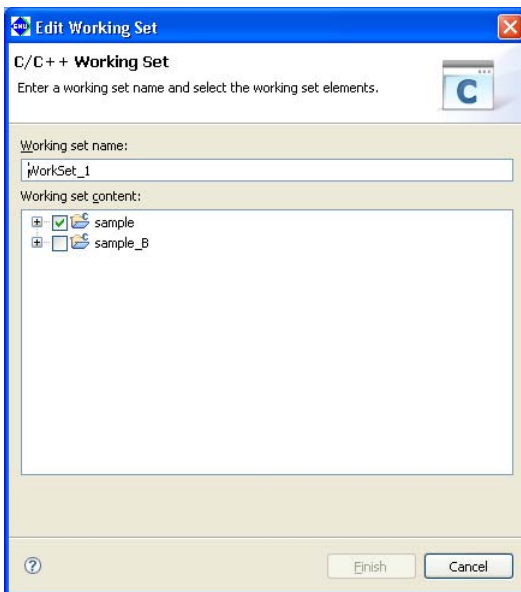 GNU Edit Working Set
C/C++ Working Set
Enter a working set name and select the working set elements.
C
Working set name:
WorkSet_1
Working set content:
sample
sample_B
Finish
Cancel